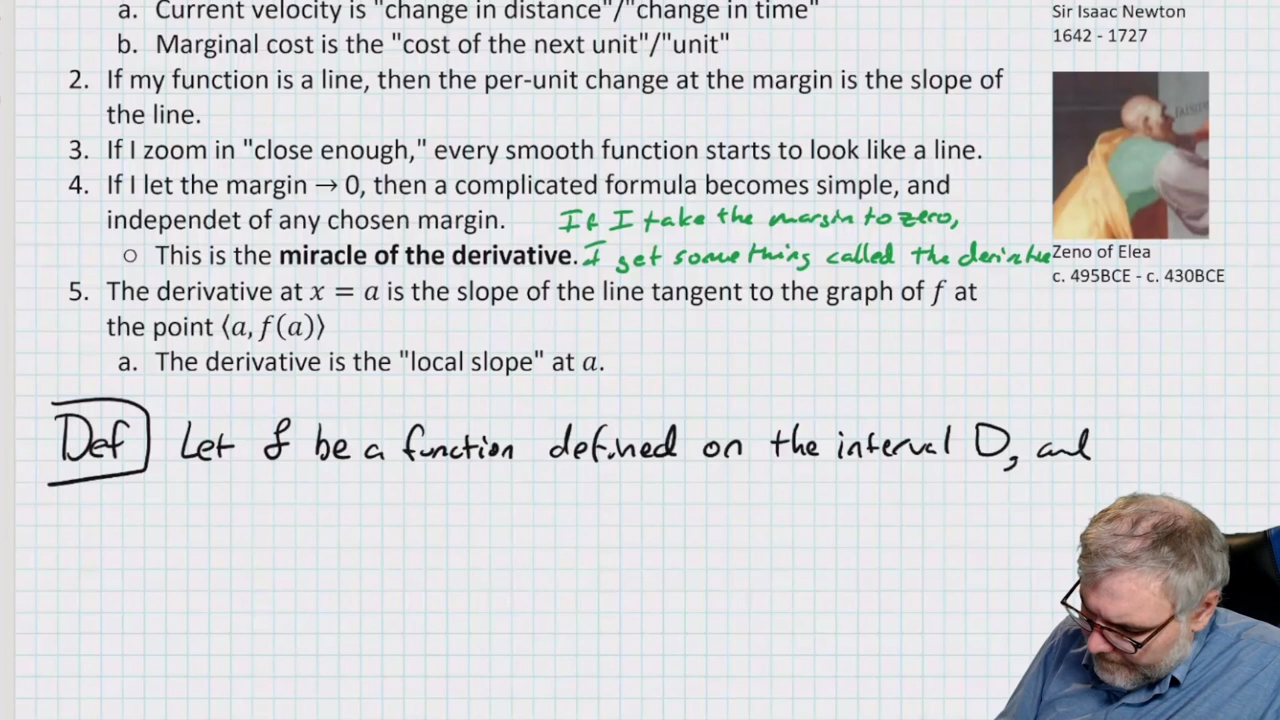 a. Current velocity is "change in distance"/"change in time"
b. Marginal cost is the "cost of the next unit"/"unit"
2. If my function is a line, then the per-unit change at the margin is the slope of
the line.
3. If I zoom in "close enough," every smooth function starts to look like a line.
4. If I let the margin → 0, then a complicated formula becomes simple, and
independet of any chosen margin.
If I take the margin to zero,
○ This is the miracle of the derivative.
I get something called the derivative
5. The derivative at x = a is the slope of the line tangent to the graph of f at
the point ⟨a, f(a)⟩
a. The derivative is the "local slope" at a.
Def Let f be a function defined on the interval D, and
Sir Isaac Newton
1642 - 1727
Zeno of Elea
c. 495BCE - c. 430BCE